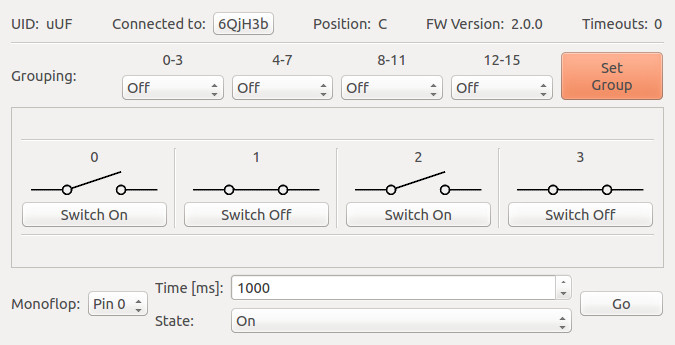 UID: uUF Connected to: 6QjH3b Position: C FW Version: 2.0.0 Timeouts: 0
0-3 4-7 8-11 12-15
Grouping: Off Off Off Off Set Group
0 1 2 3
Switch On Switch Off Switch On Switch Off
Time [ms]: 1000
Monoflop: Pin 0 Go
State: On